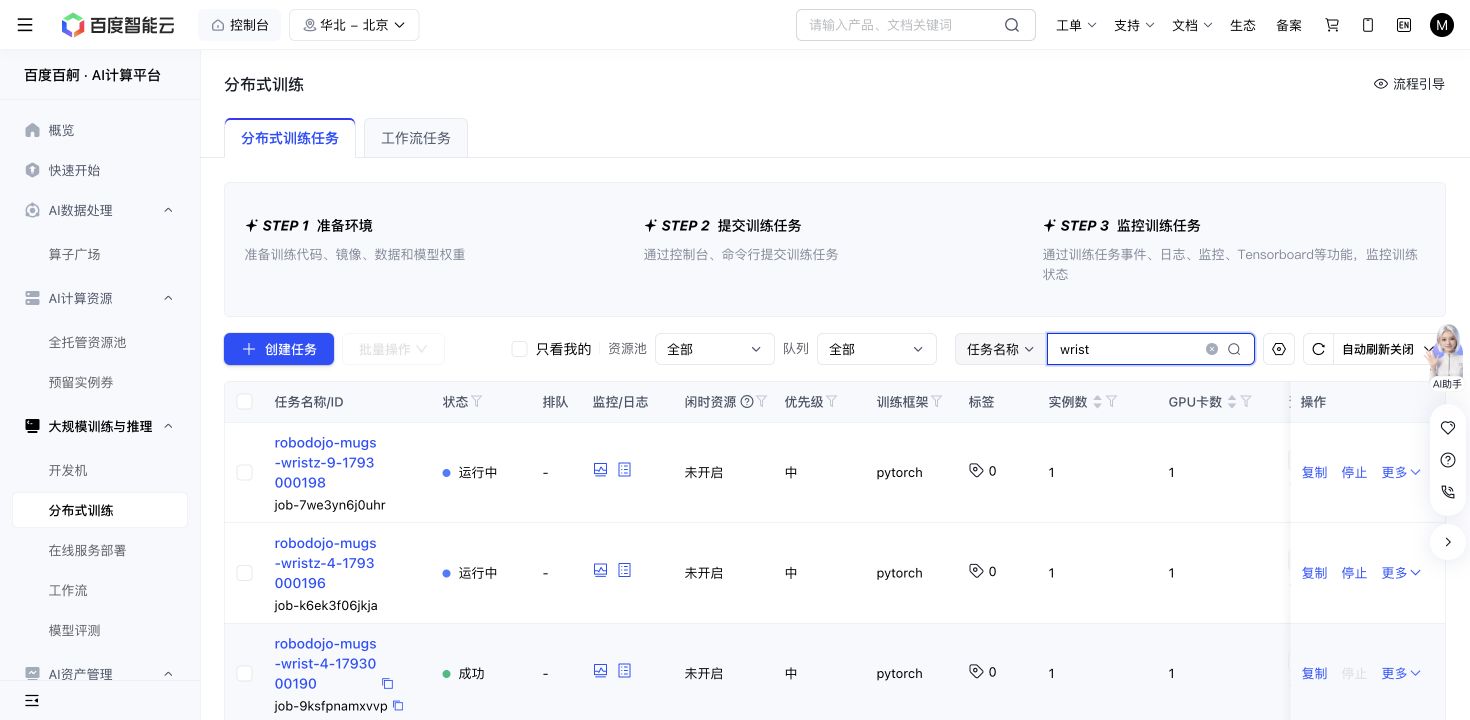 百度智能云
控制台
华北 – 北京
请输入产品、文档关键词
工单
支持
文档
生态
备案
EN
M
百度百舸 · AI计算平台
概览
快速开始
AI数据处理
算子广场
AI计算资源
全托管资源池
预留实例券
大规模训练与推理
开发机
分布式训练
在线服务部署
工作流
模型评测
AI资产管理
分布式训练
流程引导
分布式训练任务
工作流任务
STEP 1 准备环境
准备训练代码、镜像、数据和模型权重
STEP 2 提交训练任务
通过控制台、命令行提交训练任务
STEP 3 监控训练任务
通过训练任务事件、日志、监控、Tensorboard等功能，监控训练
状态
创建任务
批量操作
只看我的
资源池
全部
队列
全部
任务名称
wrist
自动刷新关闭
AI助手
任务名称/ID 状态 排队 监控/日志 闲时资源 优先级 训练框架 标签 实例数 GPU卡数 操作
robodojo-mugs
-wristz-9-1793
000198
job-7we3yn6j0uhr
运行中 - 未开启 中 pytorch 0 1 1 复制 停止 更多
robodojo-mugs
-wristz-4-1793
000196
job-k6ek3f06jkja
运行中 - 未开启 中 pytorch 0 1 1 复制 停止 更多
robodojo-mugs
-wrist-4-17930
00190
job-9ksfpnamxvvp
成功 - 未开启 中 pytorch 0 1 1 复制 停止 更多